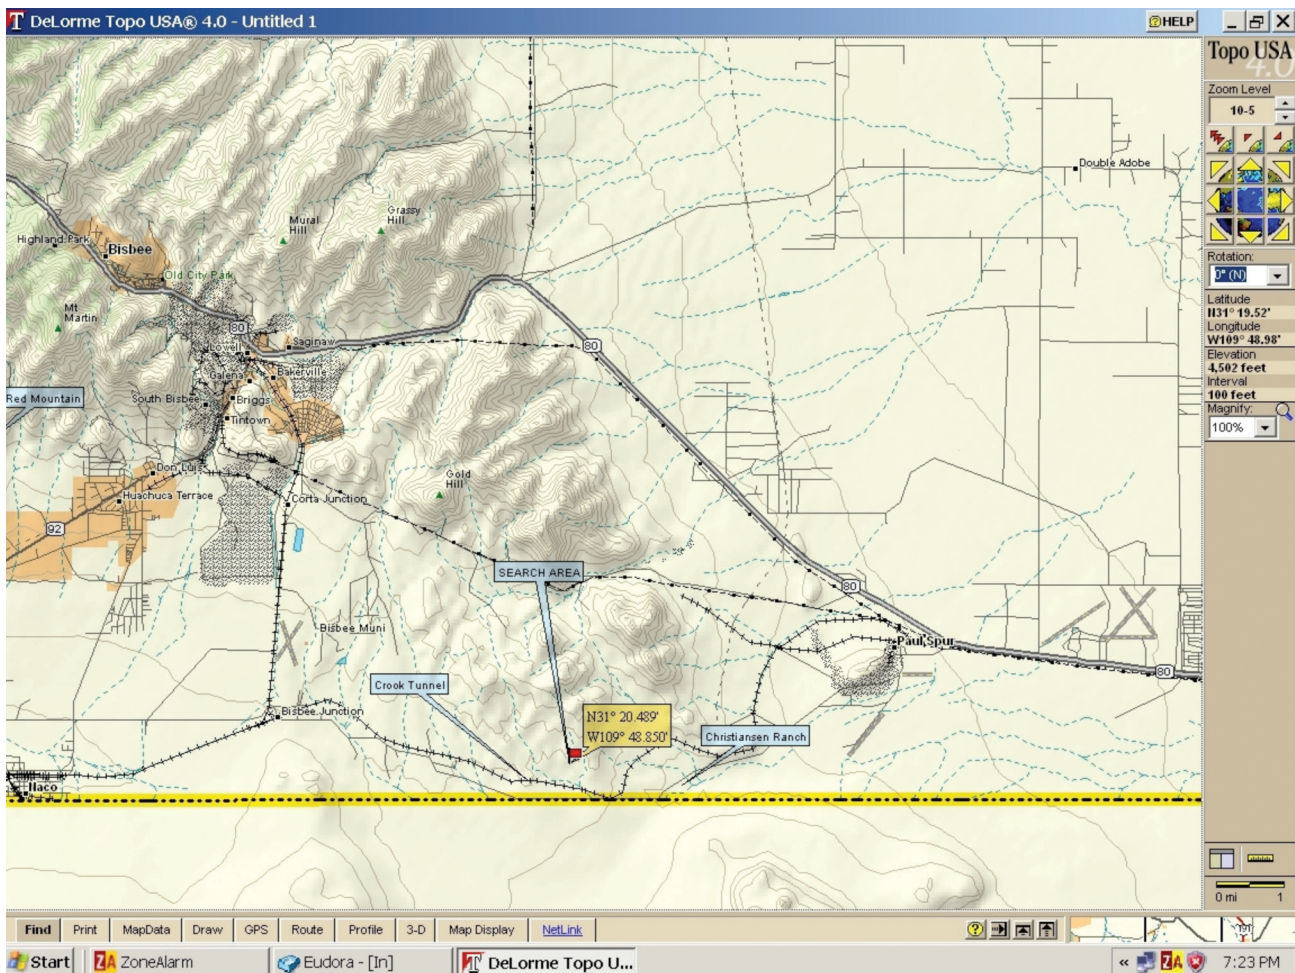 DeLorme Topo USA® 4.0 - Untitled 1
HELP
Topo USA
4.0
Zoom Level
10-5
Rotation:
0° (N)
Latitude
N31° 19.52'
Longitude
W109° 48.98'
Elevation
4,502 feet
Interval
100 feet
Magnify:
100%
0 mi 1
Double Adobe
Grassy
Hill
Mural
Hill
Highland Park
Bisbee
Old City Park
Mt
Martin
80
80
Saginaw
Lowell
Galena
Bakerville
Red Mountain
South Bisbee
Briggs
Tintown
Don Luis
Gold
Hill
Huachuca Terrace
Corta Junction
92
SEARCH AREA
80
Bisbee Muni
Paul Spur
80
Crook Tunnel
Bisbee Junction
N31° 20.489'
W109° 48.850'
Christiansen Ranch
Naco
Find Print MapData Draw GPS Route Profile 3-D Map Display NetLink
191
Start ZA ZoneAlarm Eudora - [In] DeLorme Topo U... « ZA 7:23 PM